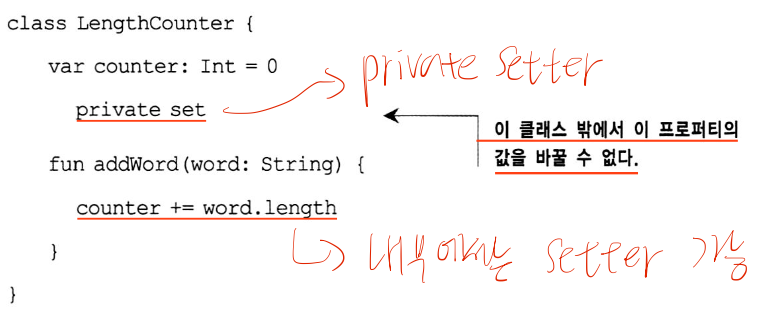 class LengthCounter {
var counter: Int = 0
private setter
private set
이 클래스 밖에서 이 프로퍼티의
값을 바꿀 수 없다.
fun addWord(word: String) {
counter += word.length
내부에서는 setter 가능
}
}